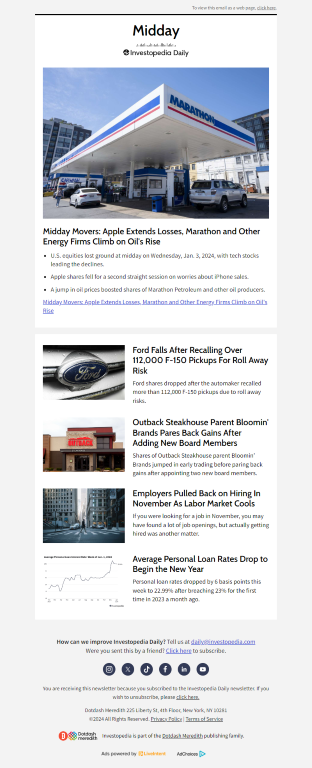 To view this email as a web page, click here.
Midday
Investopedia Daily
MARATHON
Midday Movers: Apple Extends Losses, Marathon and Other
Energy Firms Climb on Oil's Rise
U.S. equities lost ground at midday on Wednesday, Jan. 3, 2024, with tech stocks
leading the declines.
Apple shares fell for a second straight session on worries about iPhone sales.
A jump in oil prices boosted shares of Marathon Petroleum and other oil producers.
Midday Movers: Apple Extends Losses, Marathon and Other Energy Firms Climb on Oil's
Rise
Ford Falls After Recalling Over
112,000 F-150 Pickups For Roll Away
Risk
Ford
Ford shares dropped after the automaker recalled
more than 112,000 F-150 pickups due to roll away
risks.
Outback Steakhouse Parent Bloomin'
Brands Pares Back Gains After
Adding New Board Members
OUTBACK
Shares of Outback Steakhouse parent Bloomin'
Brands jumped in early trading before paring back
gains after appointing two new board members.
Employers Pulled Back on Hiring In
November As Labor Market Cools
If you were looking for a job in November, you may
have found a lot of job openings, but actually getting
hired was another matter.
Average Personal Loan Rates Drop to
Begin the New Year
Personal loan rates dropped by 6 basis points this
week to 22.99% after breaching 23% for the first
time in 2023 a month ago.
How can we improve Investopedia Daily? Tell us at daily@investopedia.com
Were you sent this by a friend? Click here to subscribe.
You are receiving this newsletter because you subscribed to the Investopedia Daily newsletter. If you
wish to unsubscribe, please click here.
Dotdash Meredith 225 Liberty St, 4th Floor, New York, NY 10281
©2024 All Rights Reserved. Privacy Policy | Terms of Service
Dotdash
meredith
Investopedia is part of the Dotdash Meredith publishing family.
Ads powered by LiveIntent
AdChoices